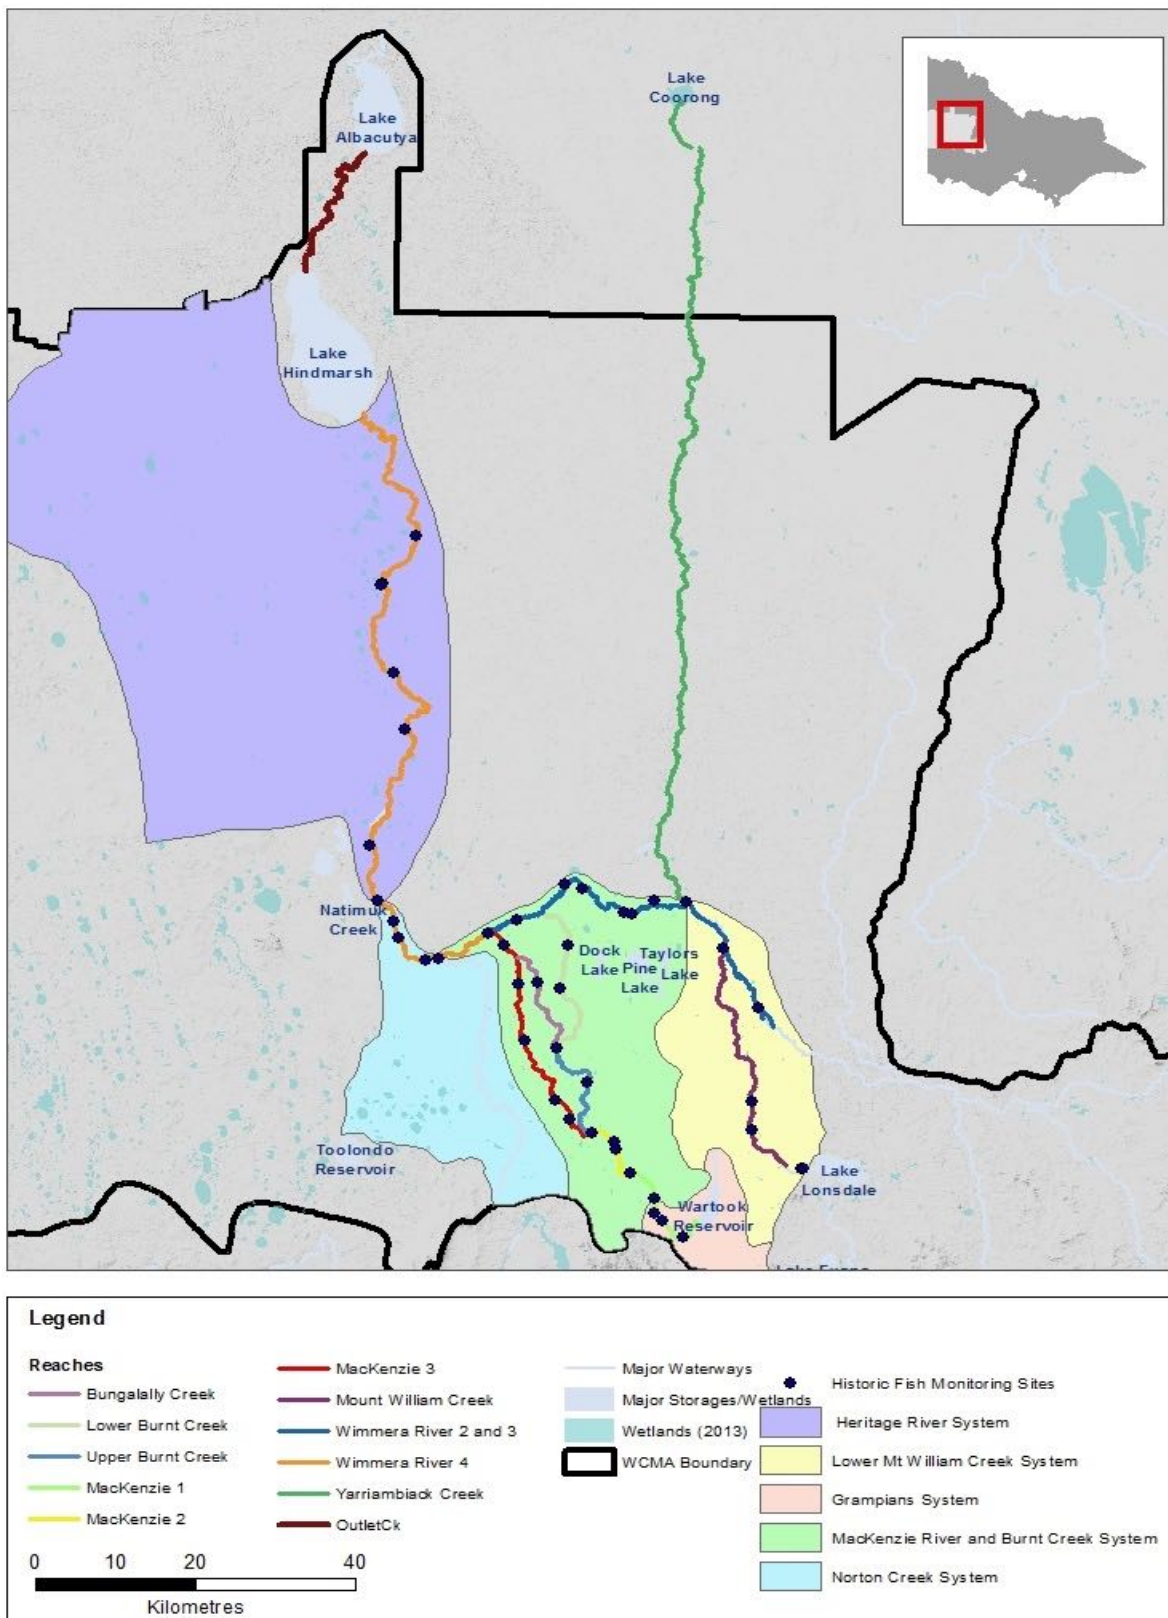 Lake
Coorong
Lake
Albacutya
Lake
Hindmarsh
Natimuk
Creek
Dock
Lake
Pine
Lake
Taylors
Lake
Toolondo
Reservoir
Lake
Lonsdale
Wartook
Reservoir
Legend
Reaches
Bungalally Creek
Lower Burnt Creek
Upper Burnt Creek
MacKenzie 1
MacKenzie 2
MacKenzie 3
Mount William Creek
Wimmera River 2 and 3
Wimmera River 4
Yarriambiack Creek
OutletCk
Major Waterways
Major Storages/Wetlands
Wetlands (2013)
WCMA Boundary
Historic Fish Monitoring Sites
Heritage River System
Lower Mt William Creek System
Grampians System
MacKenzie River and Burnt Creek System
Norton Creek System
0 10 20 40
Kilometres